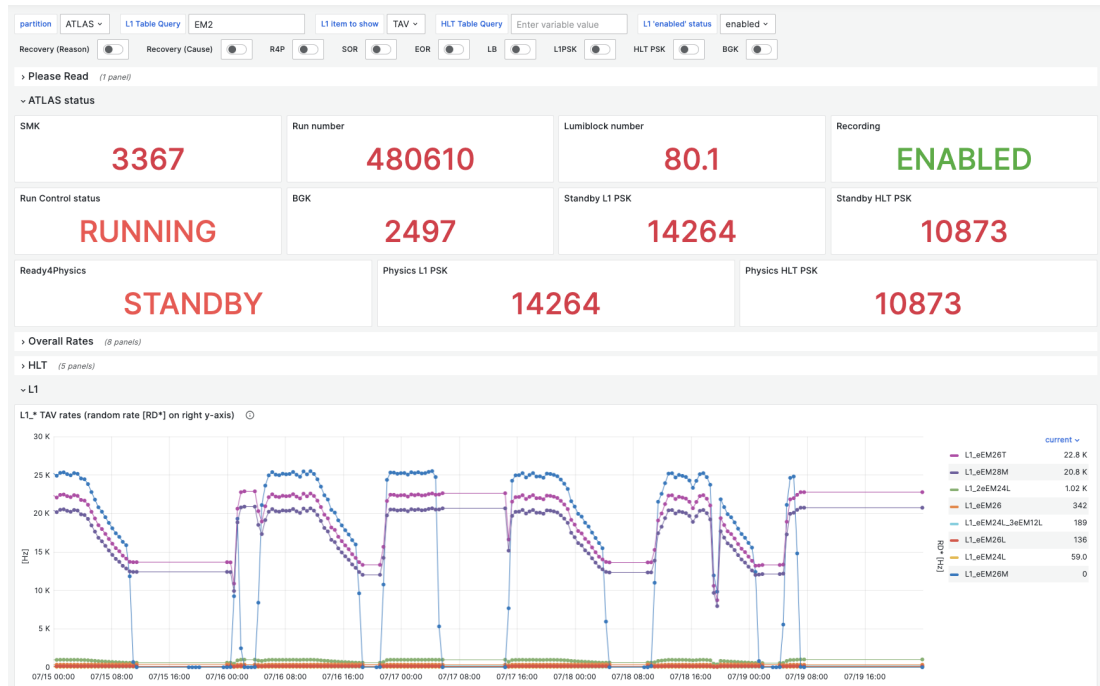 partition ATLAS L1 Table Query EM2 L1 item to show TAV HLT Table Query Enter variable value L1 'enabled' status enabled
Recovery (Reason) Recovery (Cause) R4P SOR EOR LB L1PSK HLT PSK BGK
Please Read (1 panel)
ATLAS status
SMK Run number Lumiblock number Recording
3367 480610 80.1 ENABLED
Run Control status BGK Standby L1 PSK Standby HLT PSK
RUNNING 2497 14264 10873
Ready4Physics Physics L1 PSK Physics HLT PSK
STANDBY 14264 10873
Overall Rates (8 panels)
HLT (5 panels)
L1
L1_* TAV rates (random rate [RD*] on right y-axis)
30 K
25 K
20 K
15 K
10 K
5 K
0
[Hz]
07/15 00:00 07/15 08:00 07/15 16:00 07/16 00:00 07/16 08:00 07/16 16:00 07/17 00:00 07/17 08:00 07/17 16:00 07/18 00:00 07/18 08:00 07/18 16:00 07/19 00:00 07/19 08:00 07/19 16:00
RD* [Hz]
current
L1_eEM26T 22.8 K
L1_eEM28M 20.8 K
L1_2eEM24L 1.02 K
L1_eEM26 342
L1_eEM24L_3eEM12L 189
L1_eEM26L 136
L1_eEM24L 59.0
L1_eEM26M 0